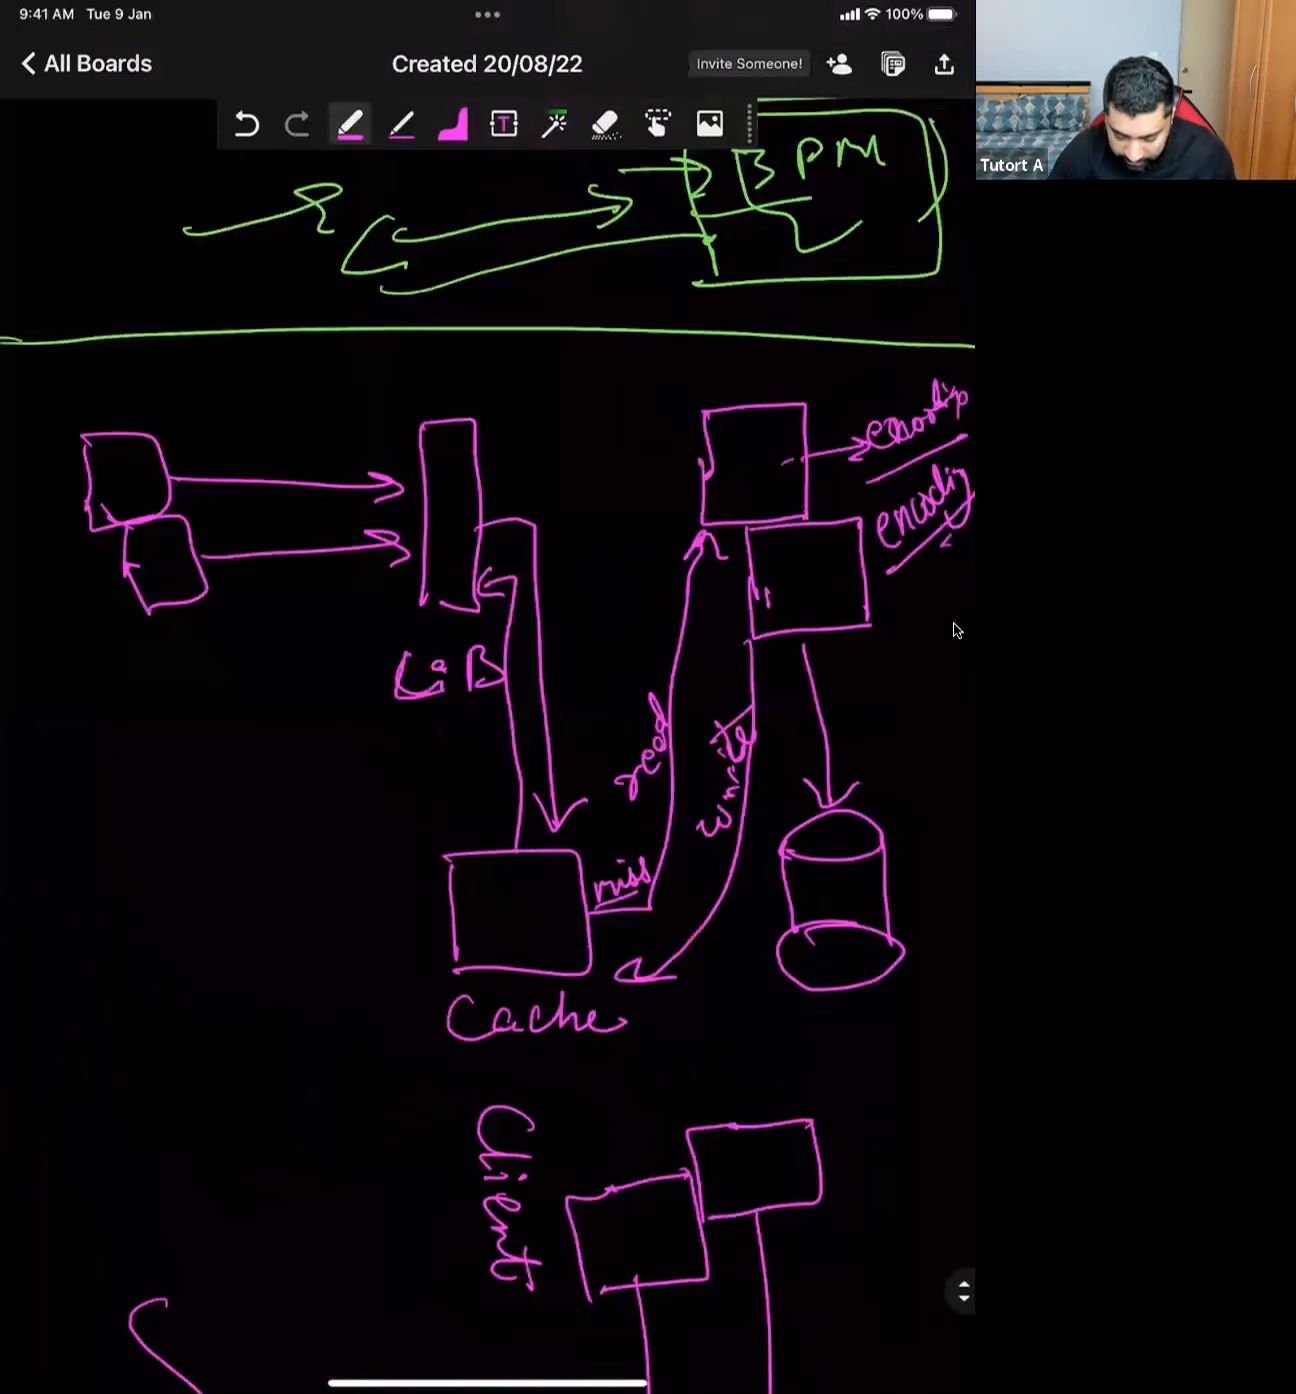 9:41 AM Tue 9 Jan
100%
All Boards
Created 20/08/22
Invite Someone!
T
Tutort A
BPM
encoding
read
write
miss
Cache
Client